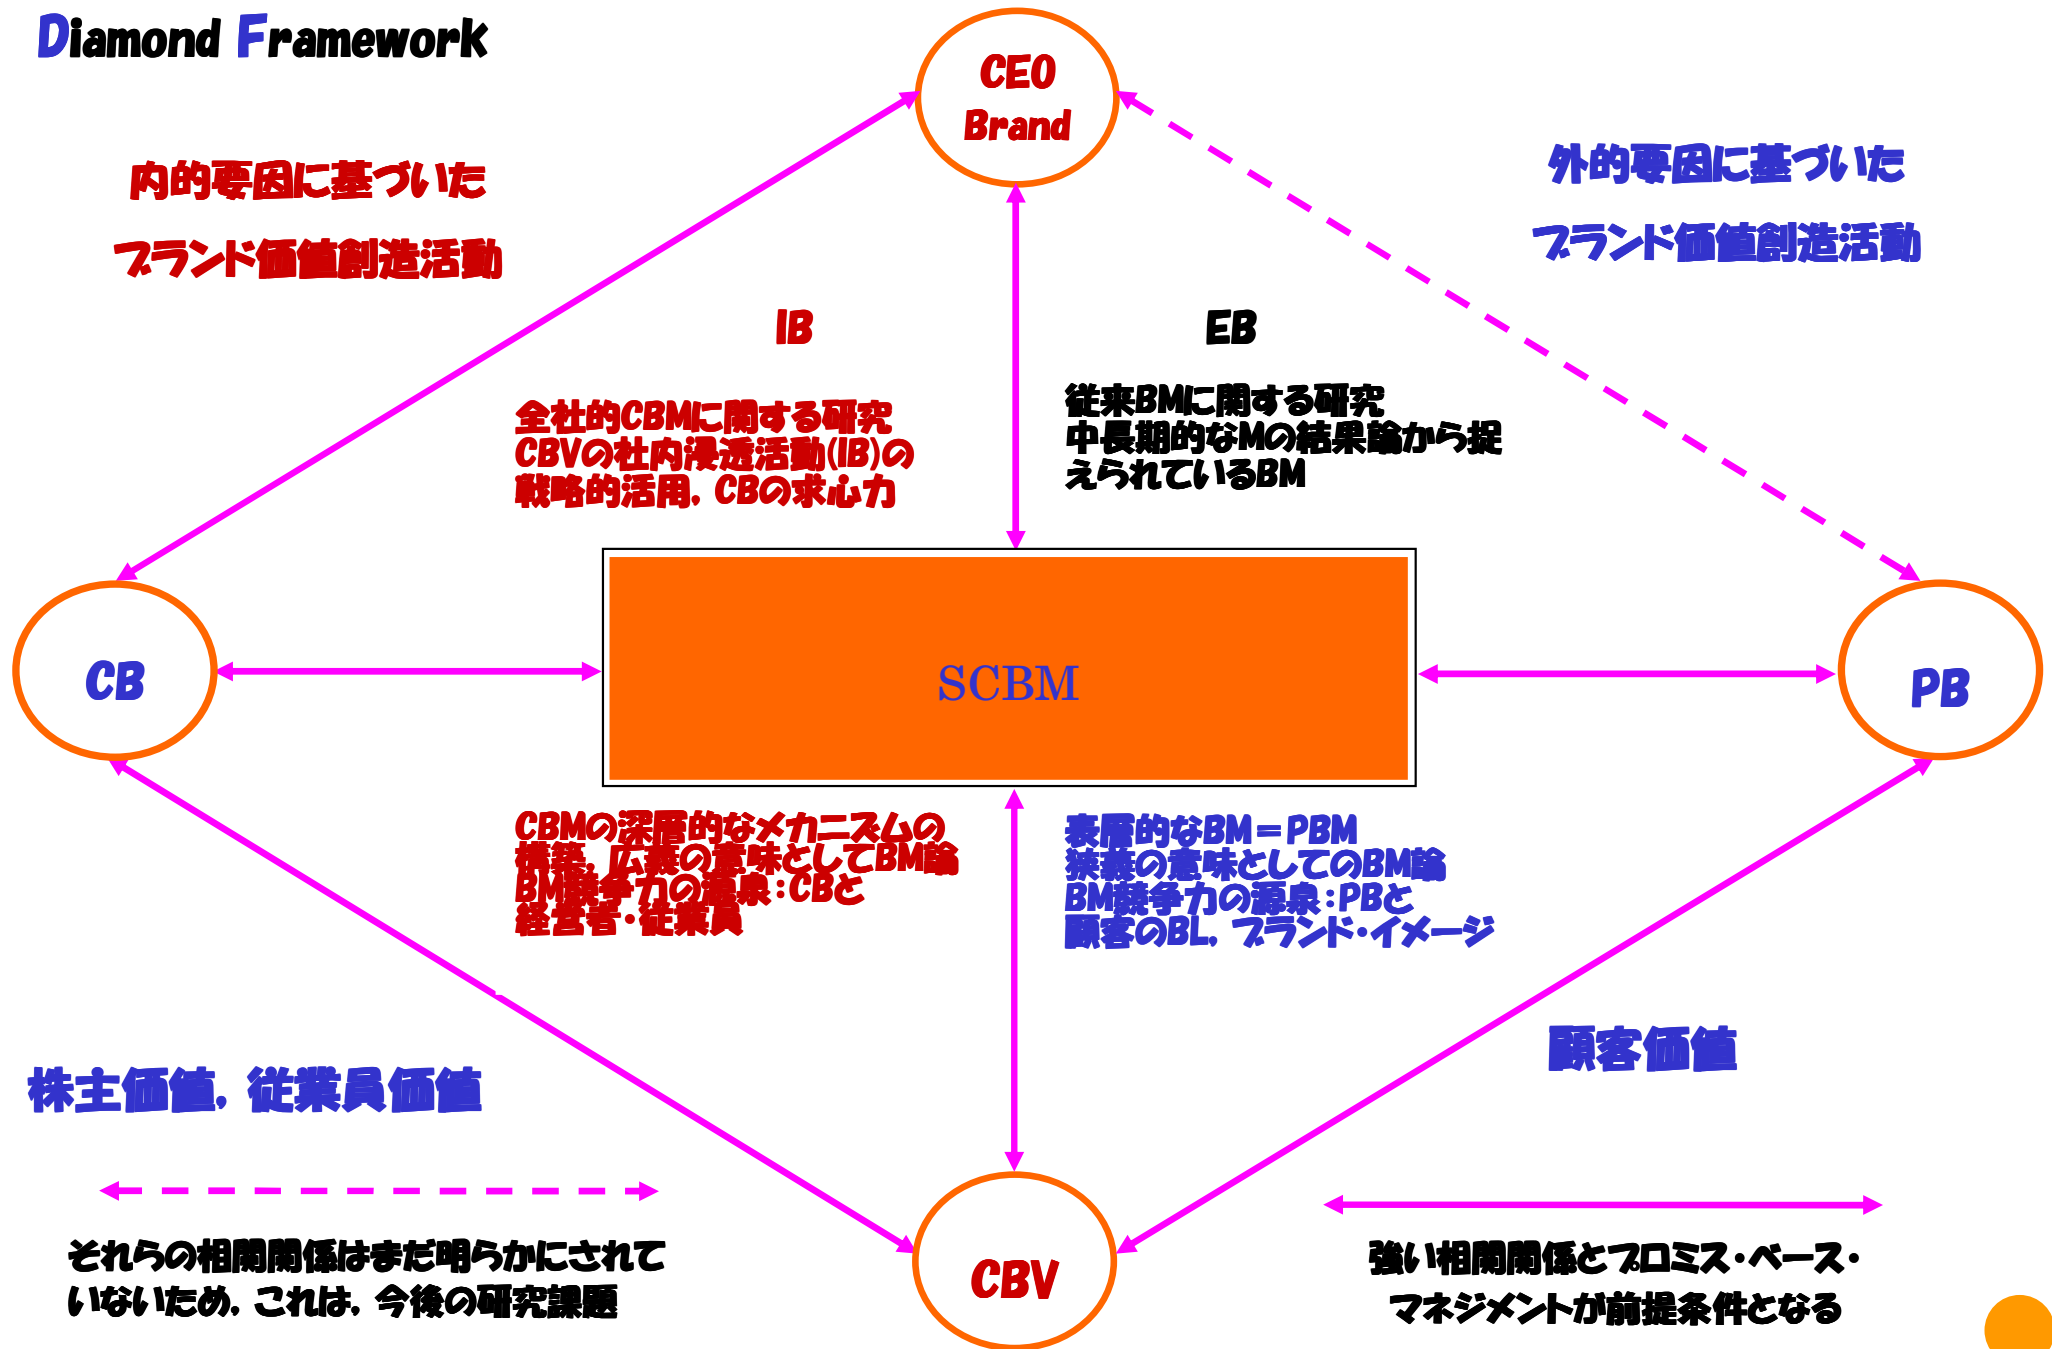 Diamond Framework
CEO
Brand
内的要因に基づいた
ブランド価値創造活動
外的要因に基づいた
ブランド価値創造活動
IB
EB
全社的CBMに関する研究
CBVの社内浸透活動(IB)の
戦略的活用, CBの求心力
従来BMに関する研究
中長期的なMの結果論から捉
えられているBM
CB
SCBM
PB
CBMの深層的なメカニズムの
構築, 広義の意味としてBM論
BM競争力の源泉:CBと
経営者・従業員
表層的なBM=PBM
狭義の意味としてのBM論
BM競争力の源泉:PBと
顧客のBL, ブランド・イメージ
株主価値, 従業員価値
顧客価値
それらの相関関係はまだ明らかにされて
いないため, これは, 今後の研究課題
CBV
強い相関関係とプロミス・ベース・
マネジメントが前提条件となる